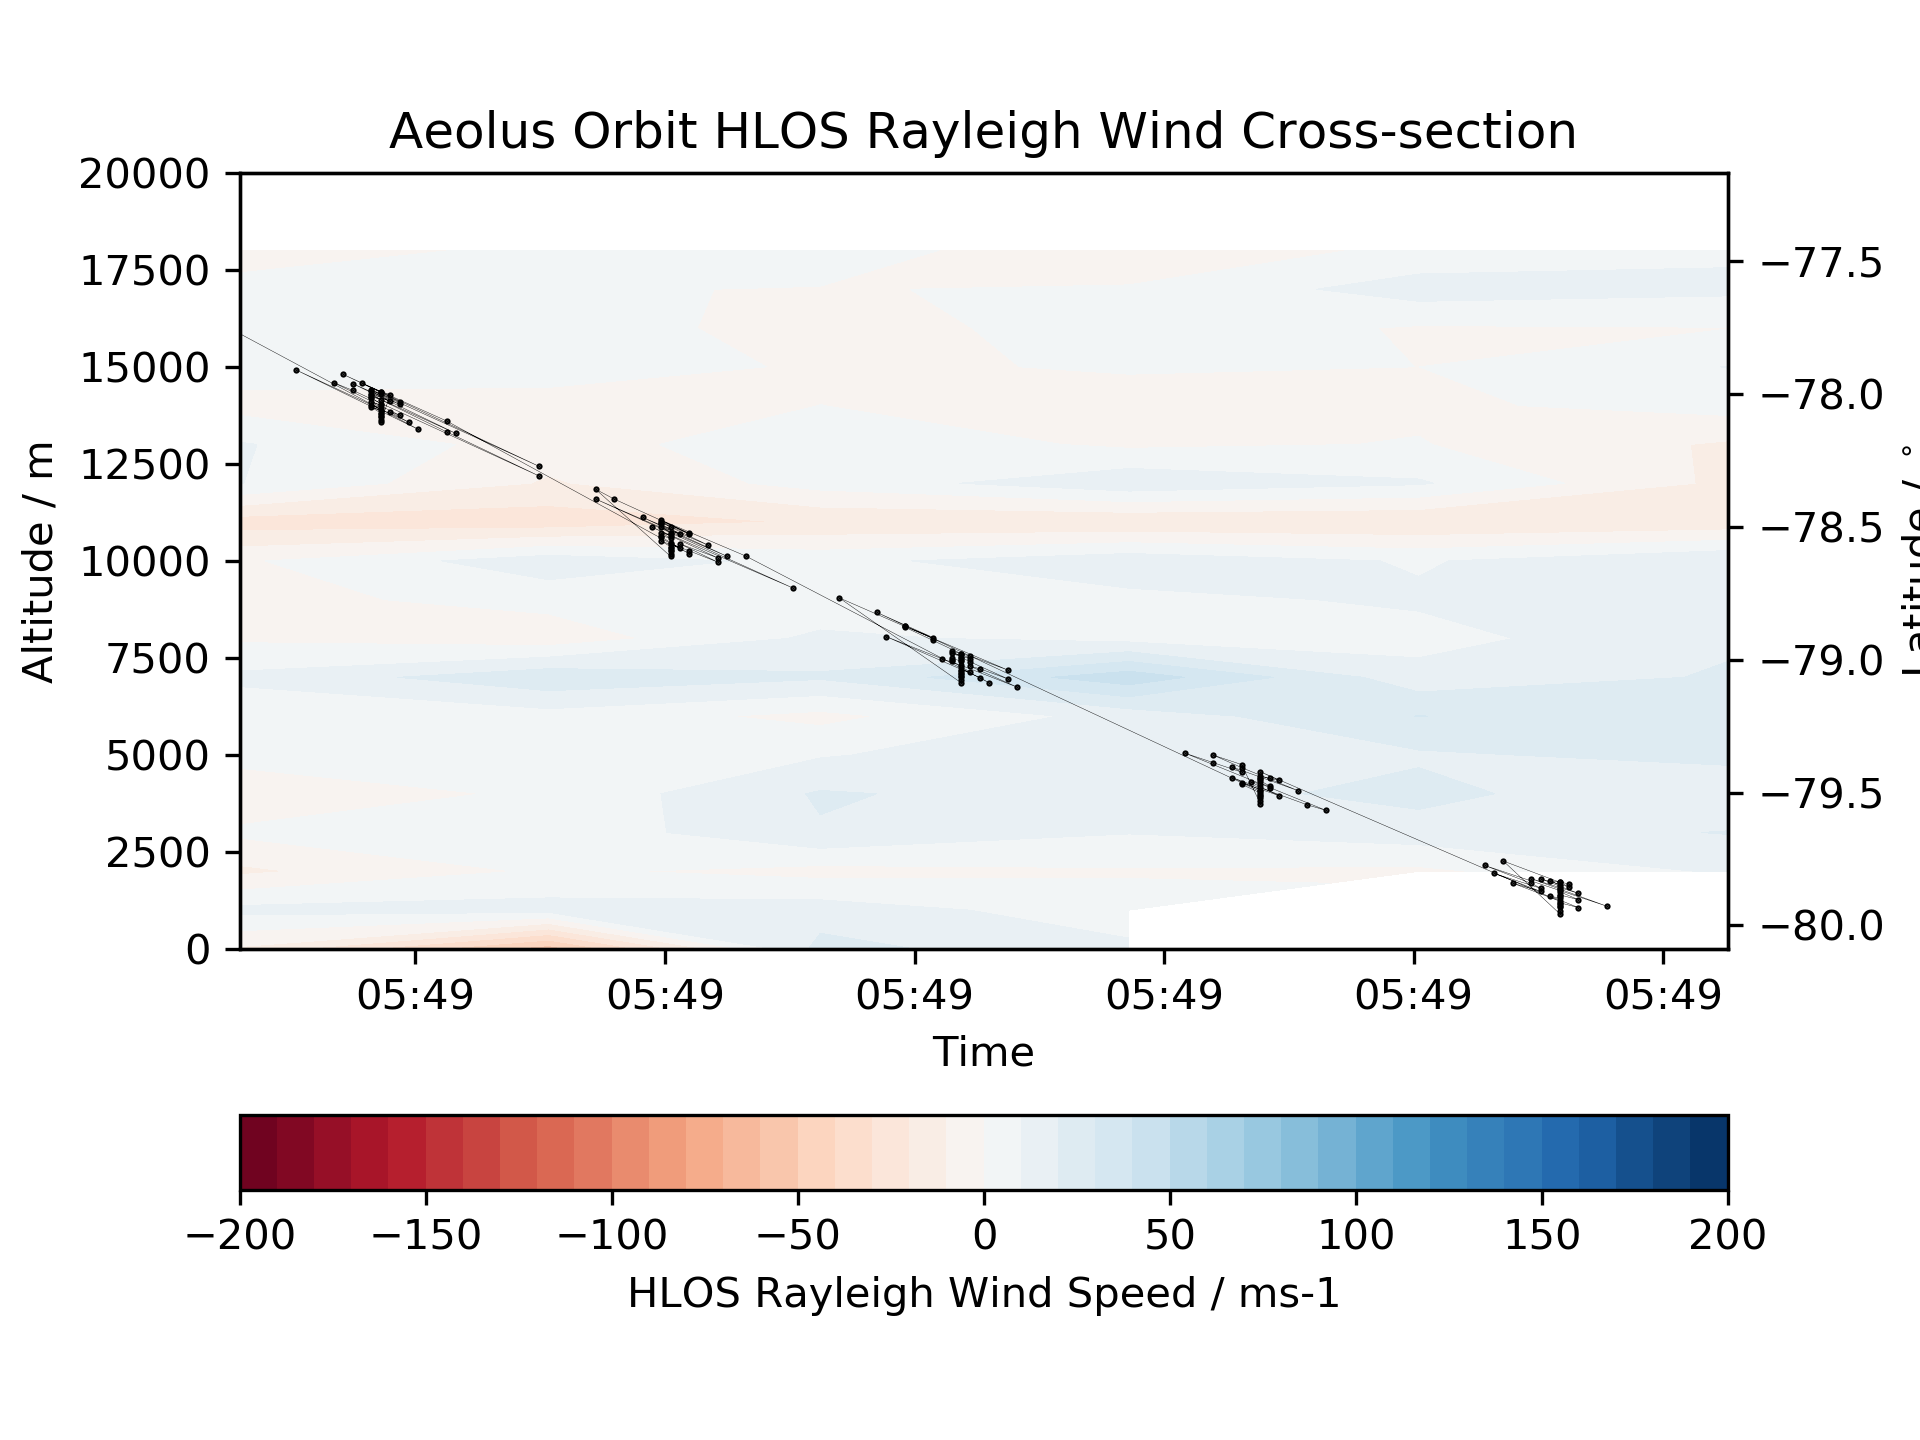 Aeolus Orbit HLOS Rayleigh Wind Cross-section
20000
17500
15000
12500
10000
7500
5000
2500
0
Altitude / m
−77.5
−78.0
−78.5
−79.0
−79.5
−80.0
Latitude / °
05:49 05:49 05:49 05:49 05:49 05:49
Time
−200 −150 −100 −50 0 50 100 150 200
HLOS Rayleigh Wind Speed / ms-1